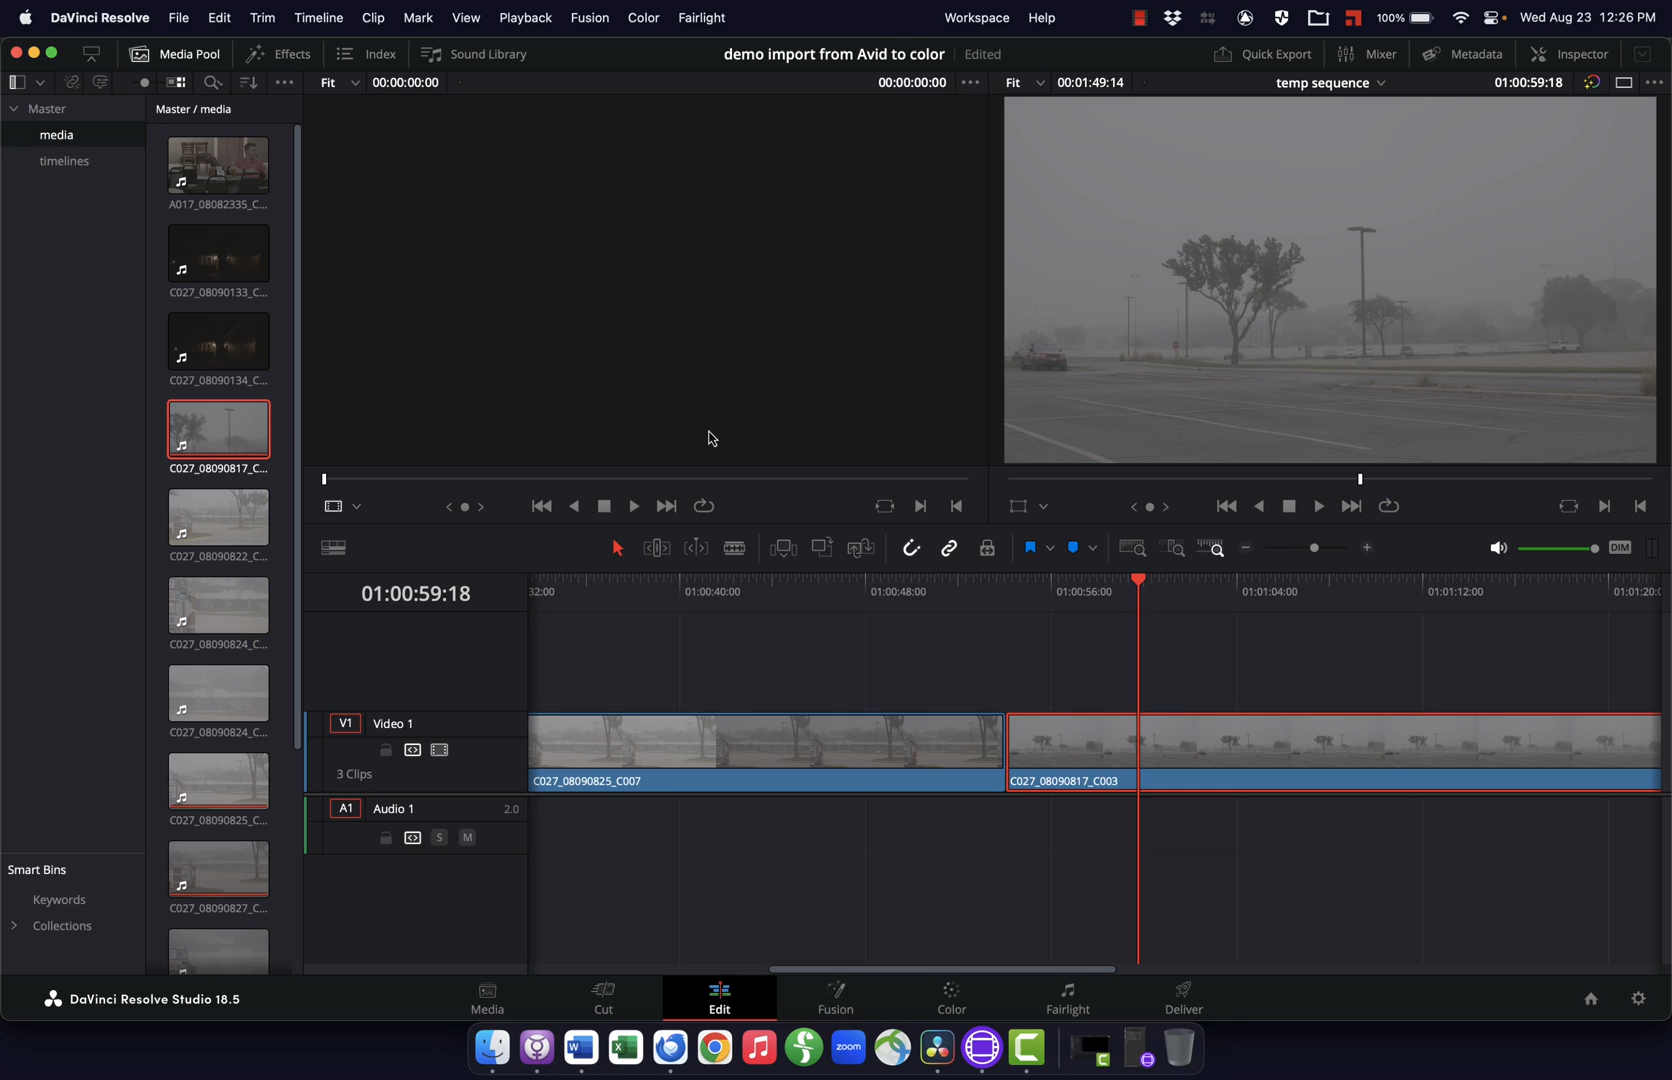 DaVinci Resolve File Edit Trim Timeline Clip Mark View Playback Fusion Color Fairlight Workspace Help 100% Wed Aug 23 12:26 PM
Media Pool Effects Index Sound Library demo import from Avid to color Edited Quick Export Mixer Metadata Inspector
Fit 00:00:00:00 00:00:00:00 Fit 00:01:49:14 temp sequence 01:00:59:18
Master
media
timelines
Master / media
A017_08082335_C...
C027_08090133_C...
C027_08090134_C...
C027_08090817_C...
C027_08090822_C...
C027_08090824_C...
C027_08090824_C...
C027_08090825_C...
C027_08090827_C...
Smart Bins
Keywords
Collections
DIM
01:00:59:18
32:00 01:00:40:00 01:00:48:00 01:00:56:00 01:01:04:00 01:01:12:00 01:01:20:0
V1 Video 1
3 Clips
C027_08090825_C007 C027_08090817_C003
A1 Audio 1 2.0
S M
DaVinci Resolve Studio 18.5
Media Cut Edit Fusion Color Fairlight Deliver
W X zoom C